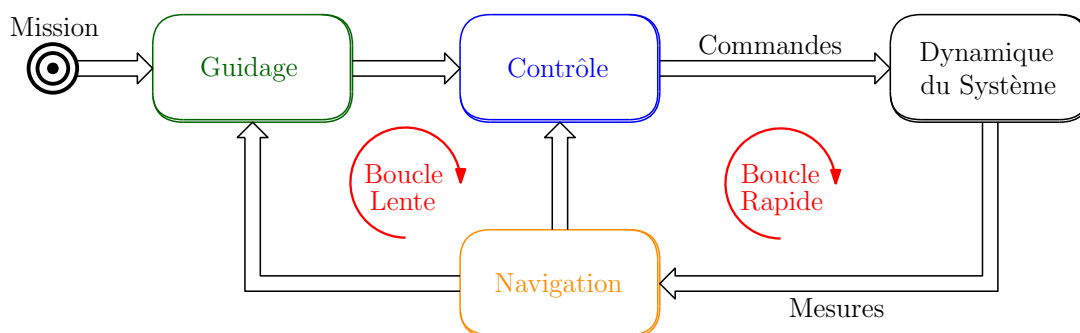 Mission
Guidage
Contrôle
Commandes
Dynamique
du Système
Boucle
Lente
Boucle
Rapide
Navigation
Mesures